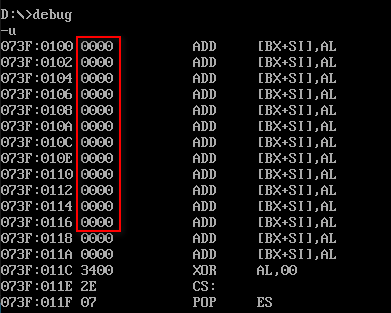 D:\>debug
-u
073F:0100 0000 ADD [BX+SI],AL
073F:0102 0000 ADD [BX+SI],AL
073F:0104 0000 ADD [BX+SI],AL
073F:0106 0000 ADD [BX+SI],AL
073F:0108 0000 ADD [BX+SI],AL
073F:010A 0000 ADD [BX+SI],AL
073F:010C 0000 ADD [BX+SI],AL
073F:010E 0000 ADD [BX+SI],AL
073F:0110 0000 ADD [BX+SI],AL
073F:0112 0000 ADD [BX+SI],AL
073F:0114 0000 ADD [BX+SI],AL
073F:0116 0000 ADD [BX+SI],AL
073F:0118 0000 ADD [BX+SI],AL
073F:011A 0000 ADD [BX+SI],AL
073F:011C 3400 XOR AL,00
073F:011E 2E CS:
073F:011F 07 POP ES